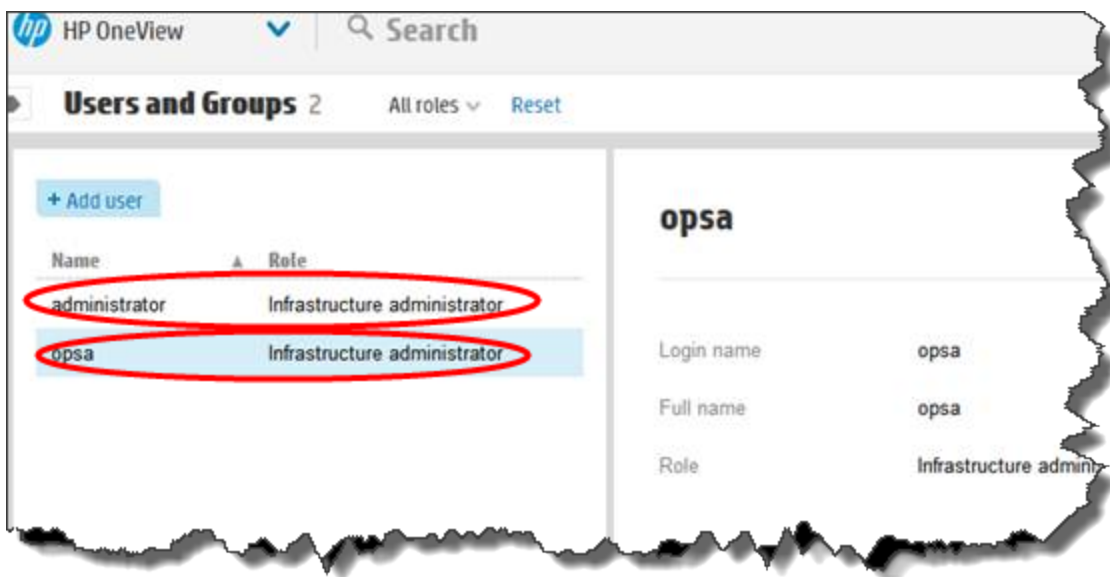 hp HP OneView Search
Users and Groups 2 All roles Reset
+ Add user
Name Role
administrator Infrastructure administrator
opsa Infrastructure administrator
opsa
Login name opsa
Full name opsa
Role Infrastructure